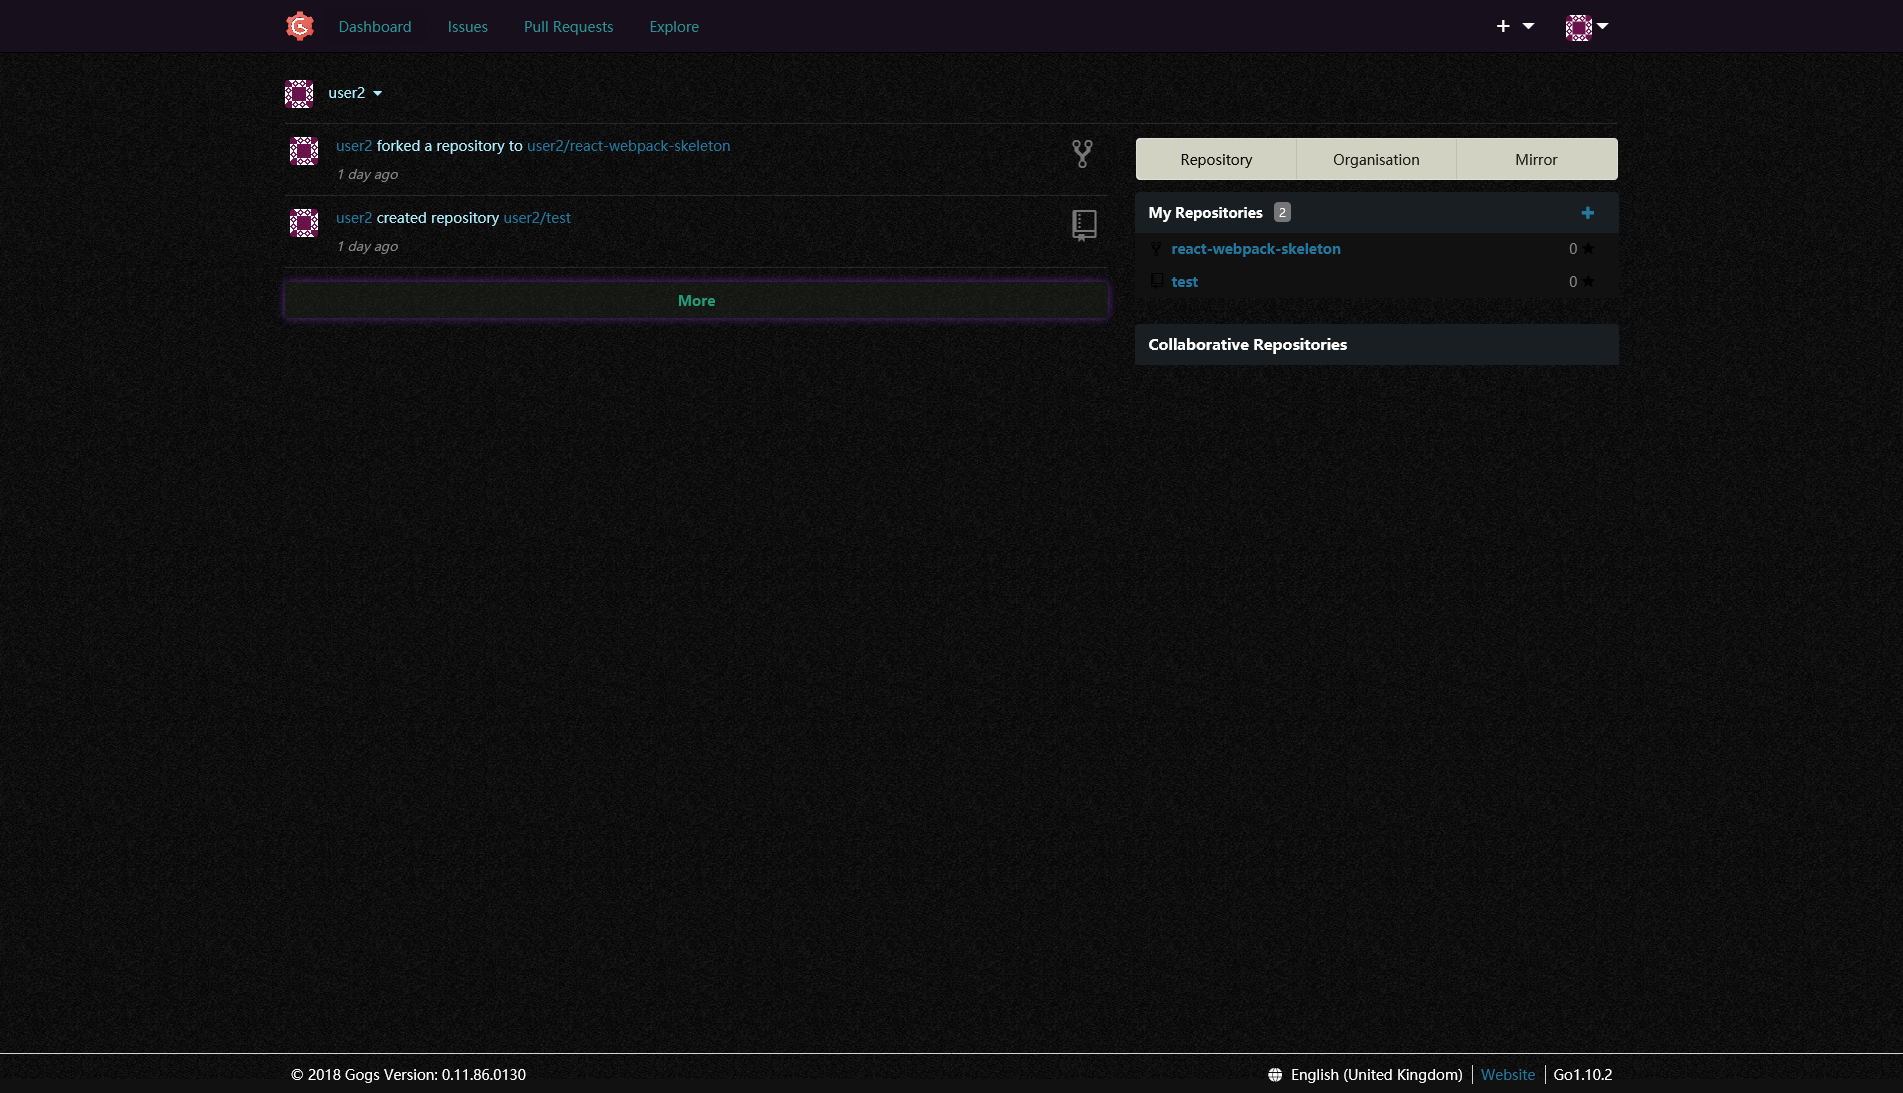 Dashboard Issues Pull Requests Explore
user2
user2 forked a repository to user2/react-webpack-skeleton
1 day ago
user2 created repository user2/test
1 day ago
More
Repository Organisation Mirror
My Repositories 2
react-webpack-skeleton 0
test 0
Collaborative Repositories
© 2018 Gogs Version: 0.11.86.0130
English (United Kingdom) Website Go1.10.2